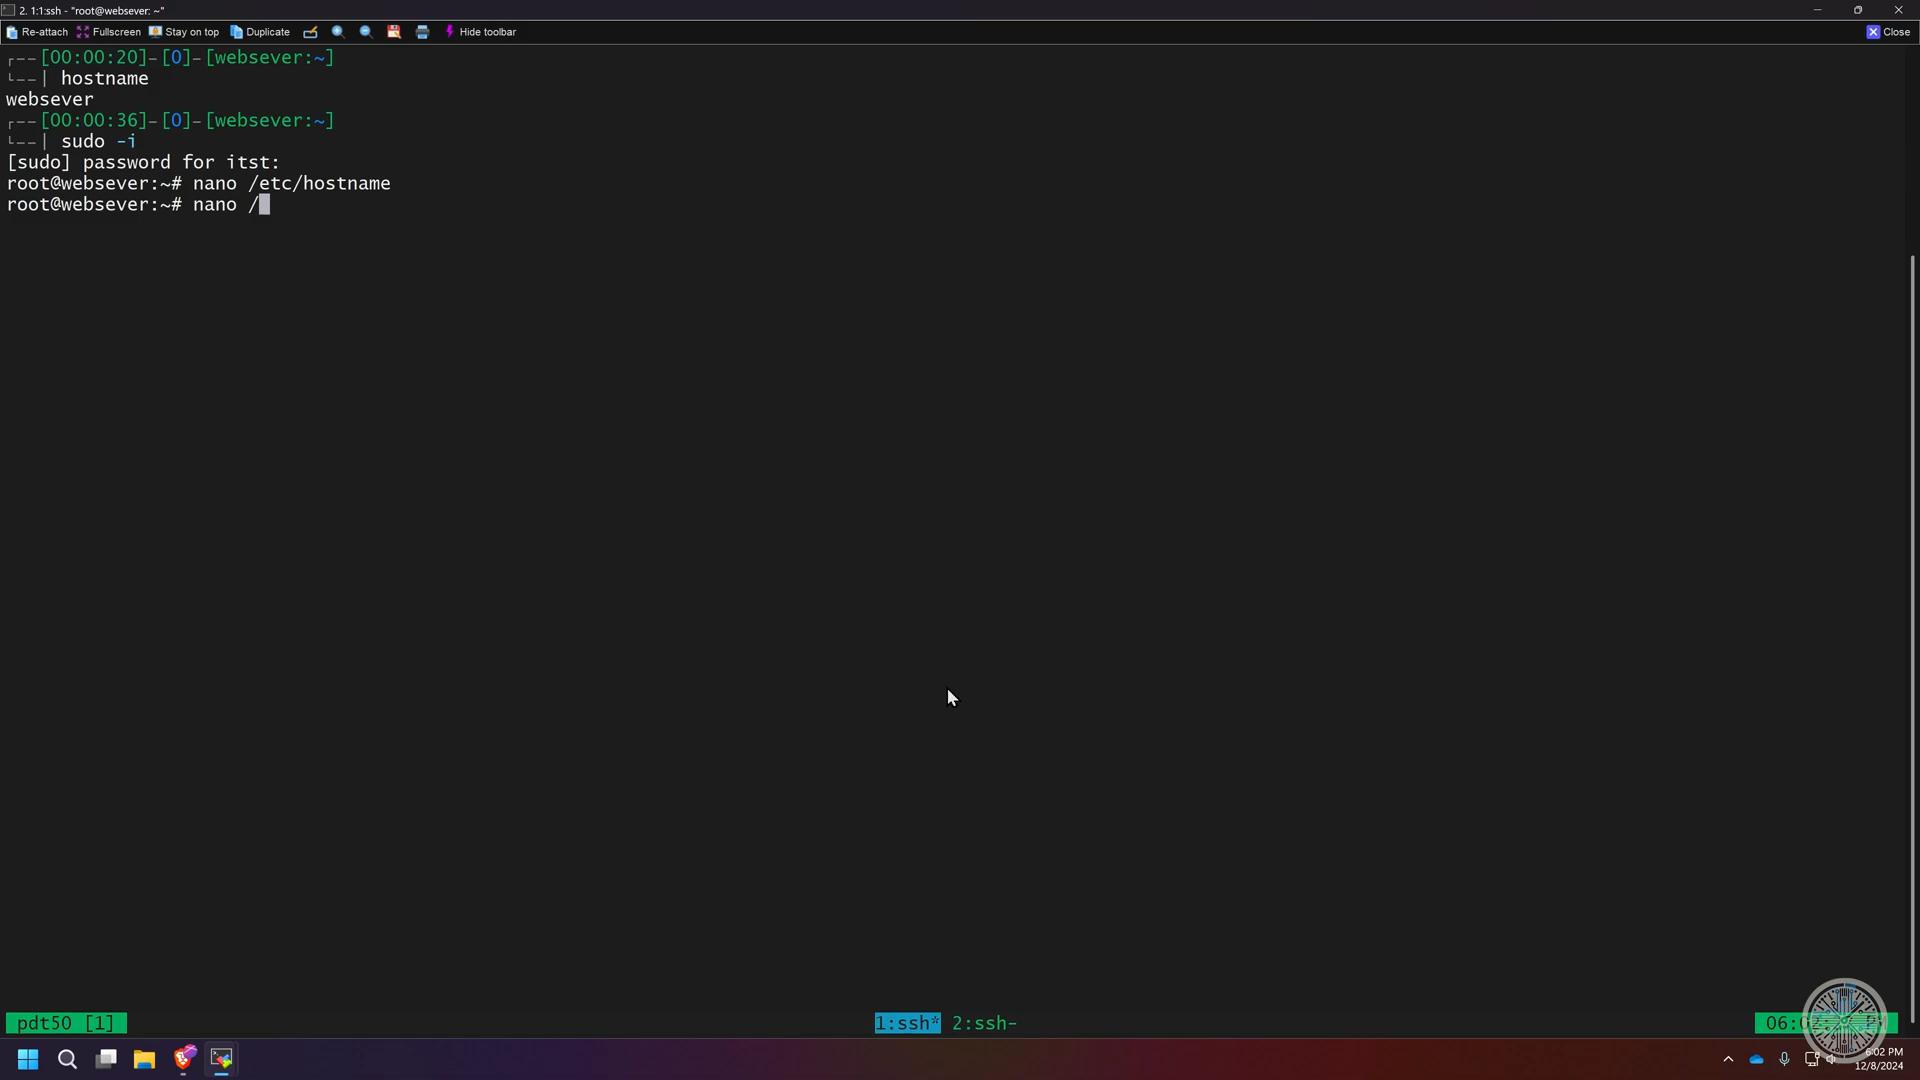 2. 1:1:ssh - "root@websever: ~"
Re-attach Fullscreen Stay on top Duplicate Hide toolbar Close
┌──[00:00:20]-[0]-[websever:~]
└──| hostname
websever
┌──[00:00:36]-[0]-[websever:~]
└──| sudo -i
[sudo] password for itst:
root@websever:~# nano /etc/hostname
root@websever:~# nano /
pdt50 [1] 1:ssh* 2:ssh-
6:02 PM
12/8/2024